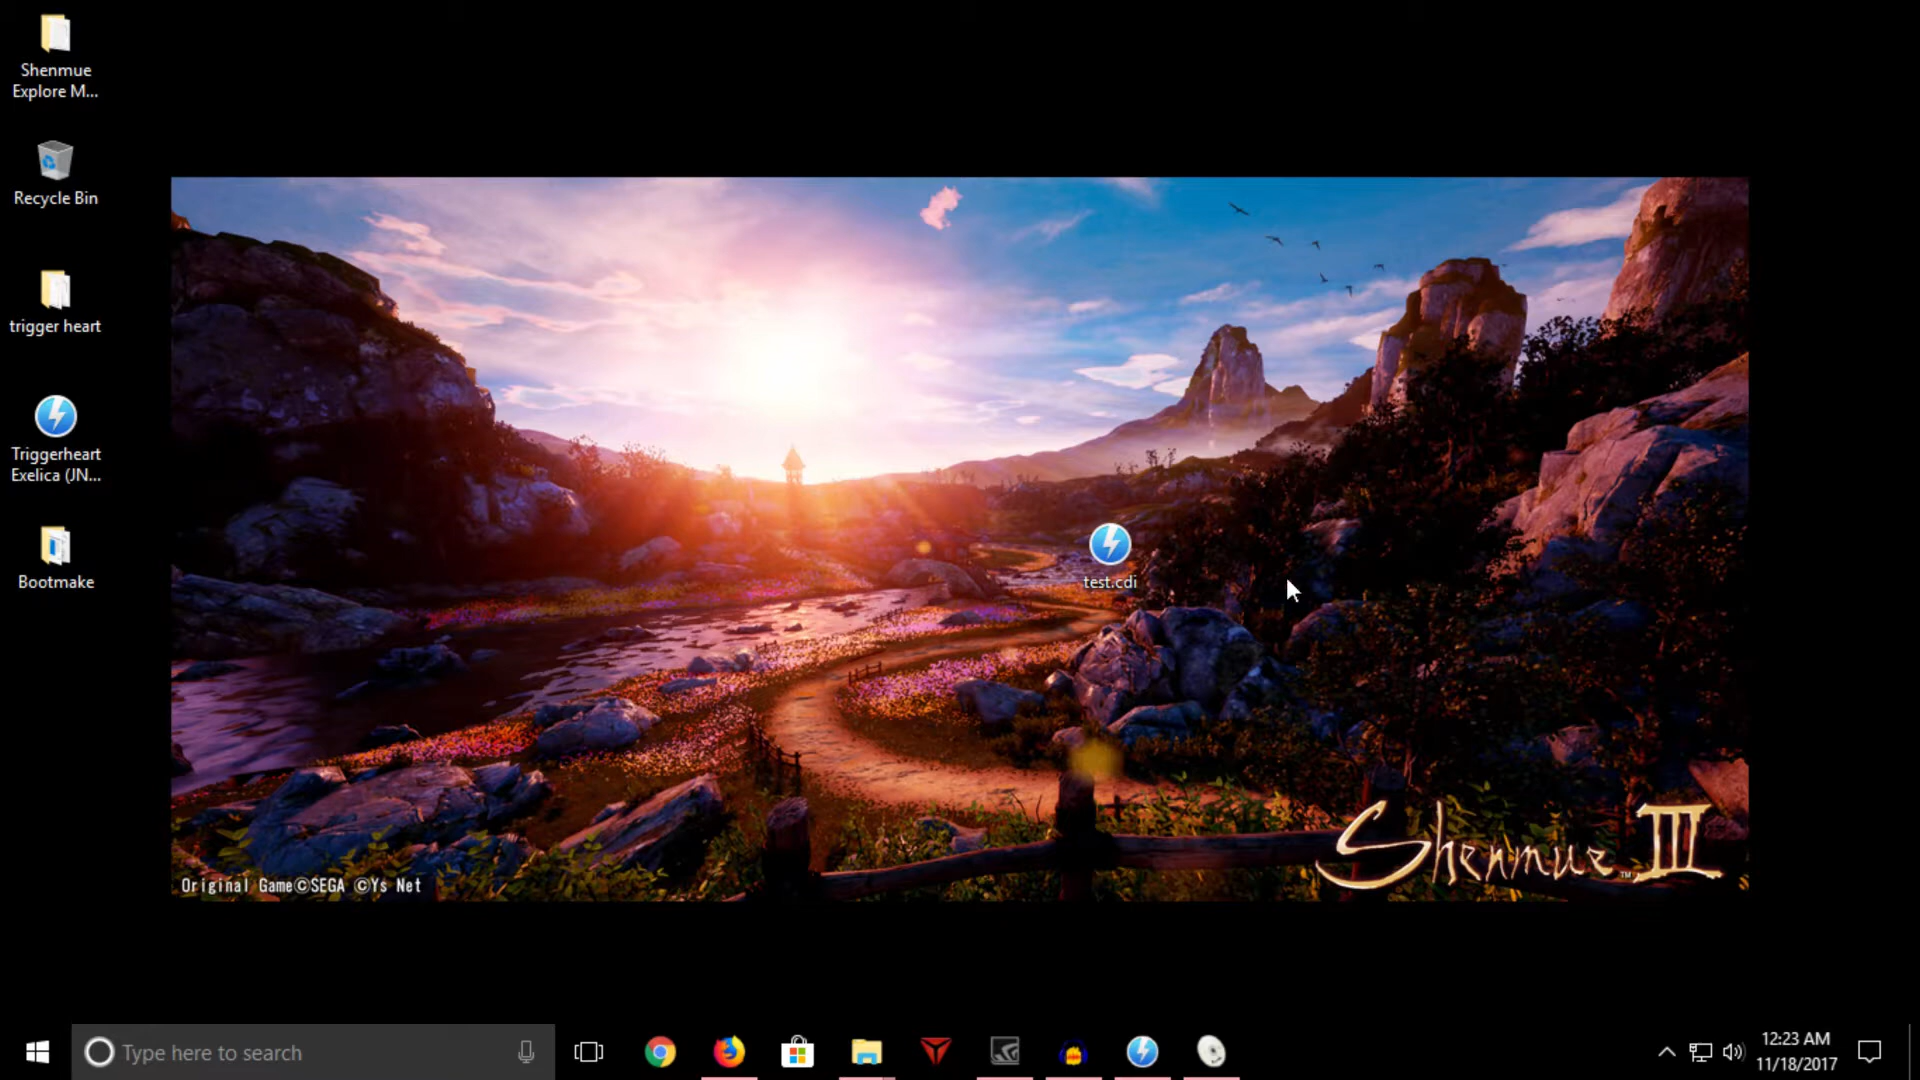 Shenmue
Explore M...
Recycle Bin
trigger heart
Triggerheart
Exelica (JN...
Bootmake
test.cdi
Original Game©SEGA ©Ys Net
Shenmue III
TM
Type here to search
12:23 AM
11/18/2017